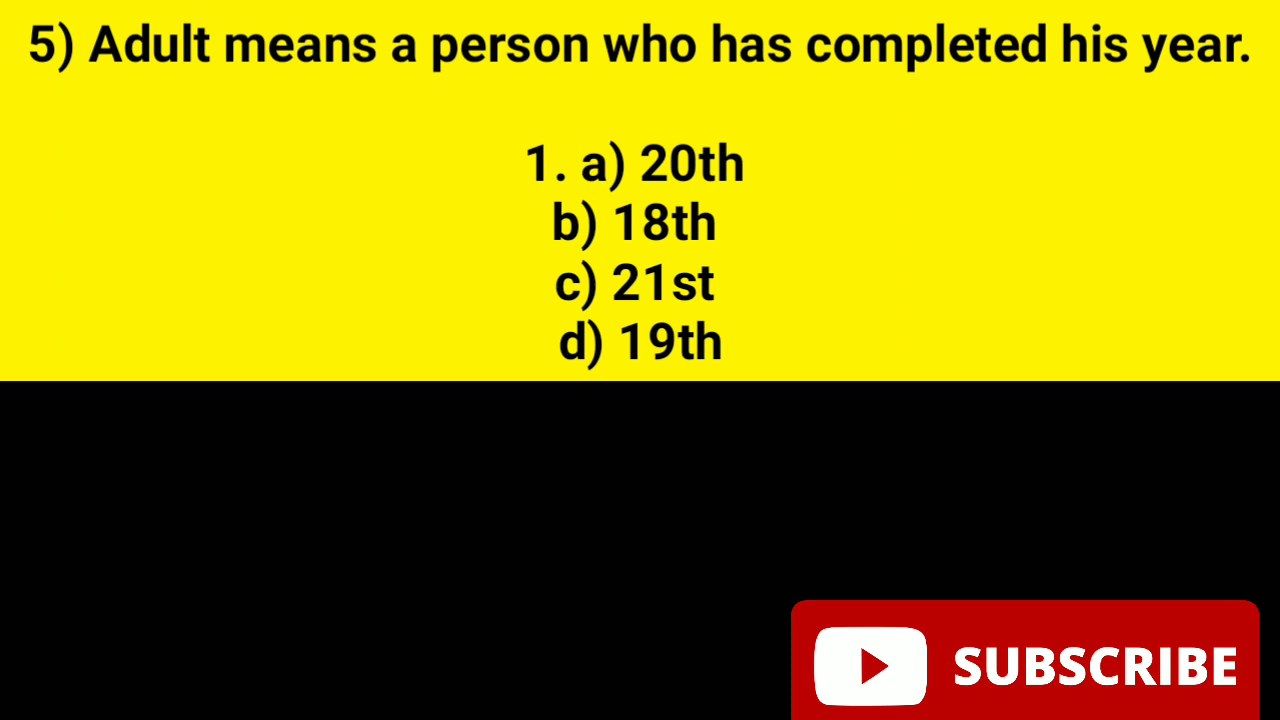 5) Adult means a person who has completed his year.
1. a) 20th
b) 18th
c) 21st
d) 19th
SUBSCRIBE